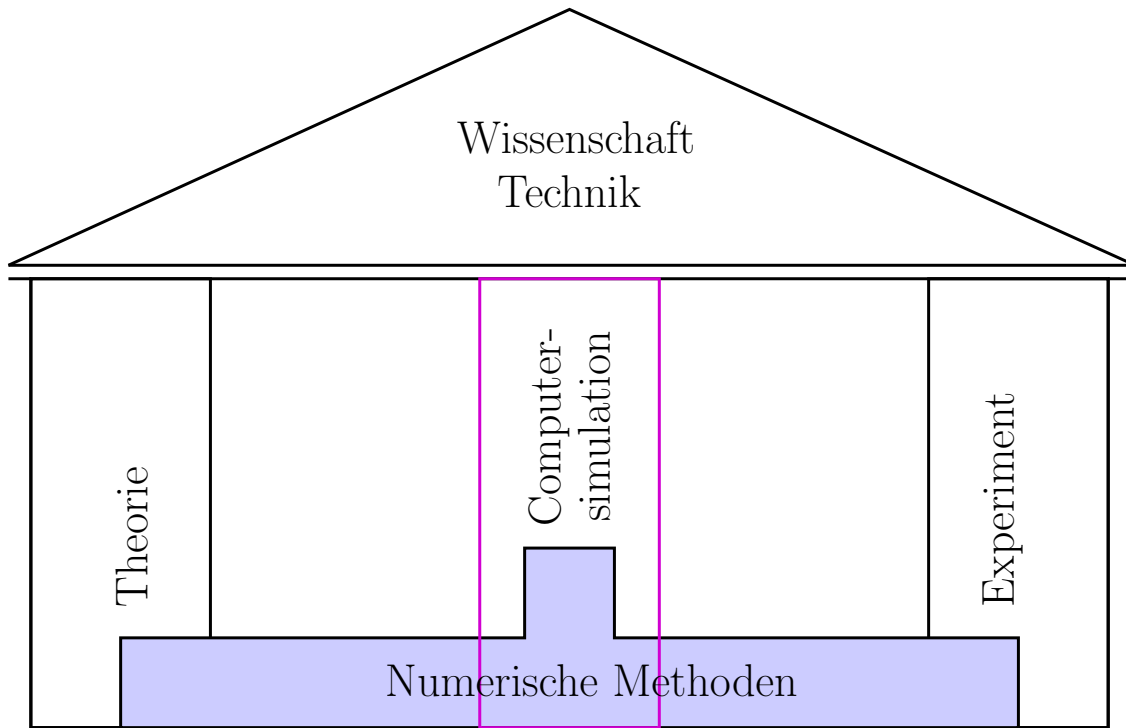 Wissenschaft
Technik
Theorie
Computer-
simulation
Experiment
Numerische Methoden